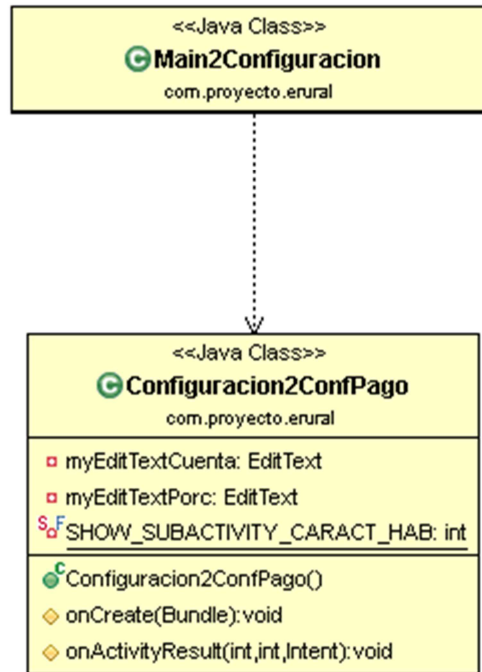 <<Java Class>>
Main2Configuracion
com.proyecto.erural
<<Java Class>>
Configuracion2ConfPago
com.proyecto.erural
myEditTextCuenta: EditText
myEditTextPorc: EditText
SHOW_SUBACTIVITY_CARACT_HAB: int
Configuracion2ConfPago()
onCreate(Bundle):void
onActivityResult(int,int,Intent):void